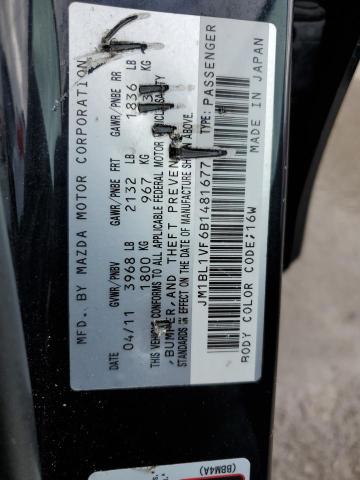 MFD. BY MAZDA MOTOR CORPORATION
DATE GVWR/PNBV GAWR/PNBE FRT GAWR/PNBE RR
04/11 3968 LB 2132 LB 1836 LB
1800 KG 967 KG KG
THIS VEHICLE CONFORMS TO ALL APPLICABLE FEDERAL MOTOR VEHICLE SAFETY
, BUMPER, AND THEFT PREVENTION
STANDARDS IN EFFECT ON THE DATE OF MANUFACTURE SHOWN ABOVE.
JM1BL1VF6B1481677 TYPE: PASSENGER
BODY COLOR CODE:16W MADE IN JAPAN
(BBM4A)